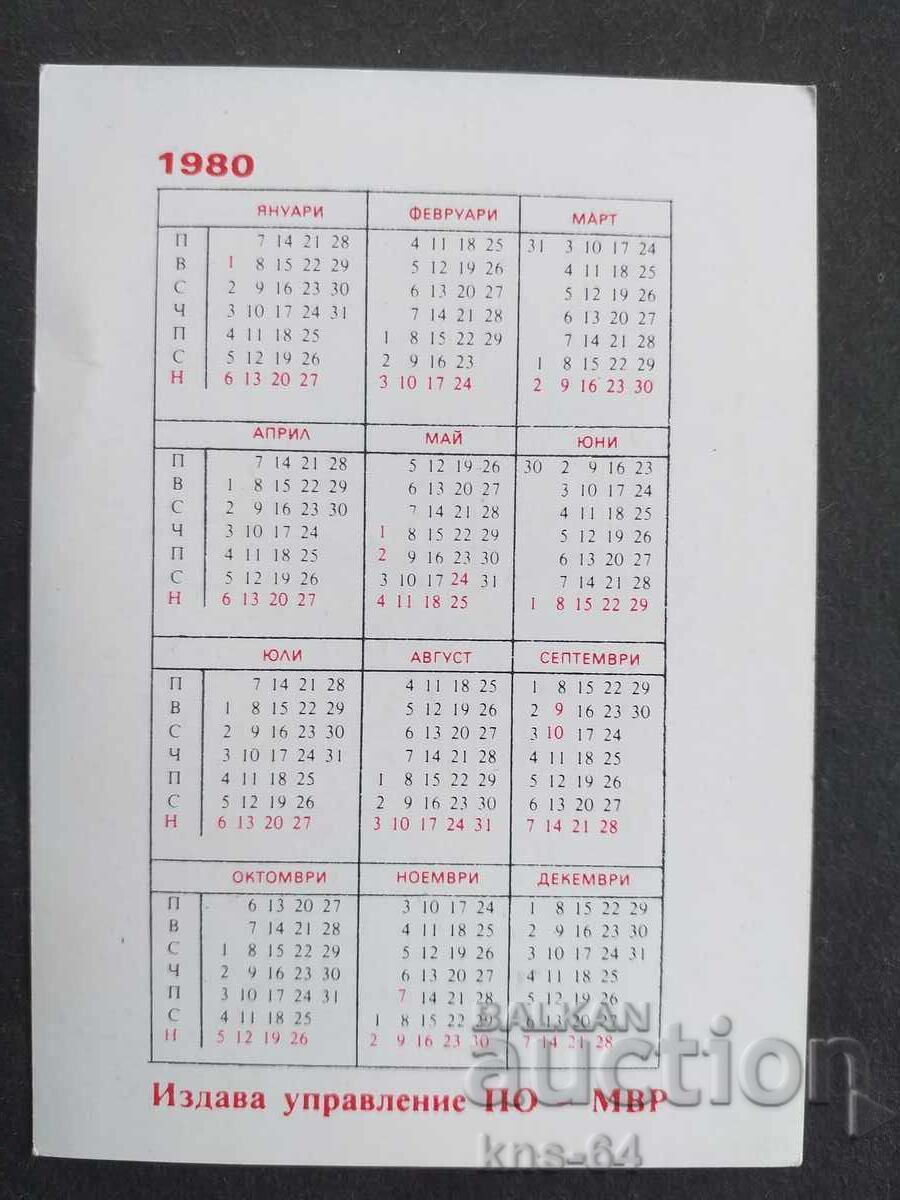 1980
ЯНУАРИ ФЕВРУАРИ МАРТ
П 7 14 21 28 4 11 18 25 31 3 10 17 24
В 1 8 15 22 29 5 12 19 26 4 11 18 25
С 2 9 16 23 30 6 13 20 27 5 12 19 26
Ч 3 10 17 24 31 7 14 21 28 6 13 20 27
П 4 11 18 25 1 8 15 22 29 7 14 21 28
С 5 12 19 26 2 9 16 23 1 8 15 22 29
Н 6 13 20 27 3 10 17 24 2 9 16 23 30
АПРИЛ МАЙ ЮНИ
П 7 14 21 28 5 12 19 26 30 2 9 16 23
В 1 8 15 22 29 6 13 20 27 3 10 17 24
С 2 9 16 23 30 7 14 21 28 4 11 18 25
Ч 3 10 17 24 1 8 15 22 29 5 12 19 26
П 4 11 18 25 2 9 16 23 30 6 13 20 27
С 5 12 19 26 3 10 17 24 31 7 14 21 28
Н 6 13 20 27 4 11 18 25 1 8 15 22 29
ЮЛИ АВГУСТ СЕПТЕМВРИ
П 7 14 21 28 4 11 18 25 1 8 15 22 29
В 1 8 15 22 29 5 12 19 26 2 9 16 23 30
С 2 9 16 23 30 6 13 20 27 3 10 17 24
Ч 3 10 17 24 31 7 14 21 28 4 11 18 25
П 4 11 18 25 1 8 15 22 29 5 12 19 26
С 5 12 19 26 2 9 16 23 30 6 13 20 27
Н 6 13 20 27 3 10 17 24 31 7 14 21 28
ОКТОМВРИ НОЕМВРИ ДЕКЕМВРИ
П 6 13 20 27 3 10 17 24 1 8 15 22 29
В 7 14 21 28 4 11 18 25 2 9 16 23 30
С 1 8 15 22 29 5 12 19 26 3 10 17 24 31
Ч 2 9 16 23 30 6 13 20 27 4 11 18 25
П 3 10 17 24 31 7 14 21 28 5 12 19 26
С 4 11 18 25 1 8 15 22 29 6 13 20 27
Н 5 12 19 26 2 9 16 23 30 7 14 21 28
Издава управление ПО — МВР
BALKAN
auction
kns-64